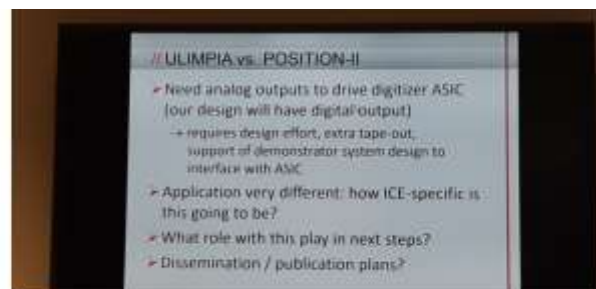 // ULIMPIA vs. POSITION-II
➢ Need analog outputs to drive digitizer ASIC
(our design will have digital output)
→ requires design effort, extra tape-out,
support of demonstrator system design to
interface with ASIC
➢ Application very different: how ICE-specific is
this going to be?
➢ What role with this play in next steps?
➢ Dissemination / publication plans?